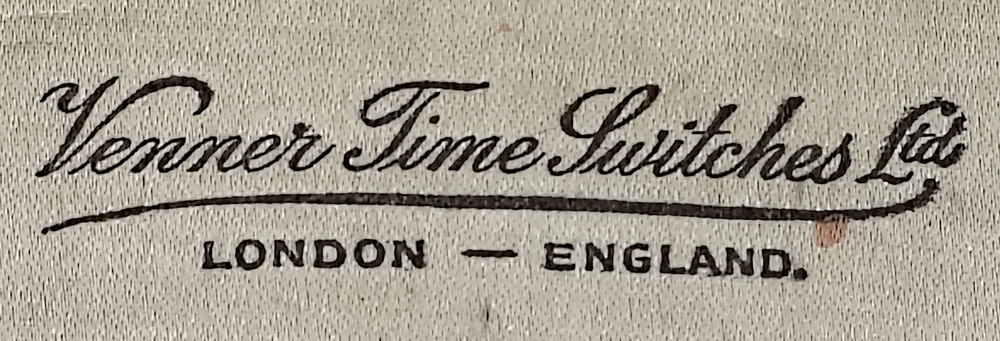 Venner Time Switches Ltd
LONDON — ENGLAND.